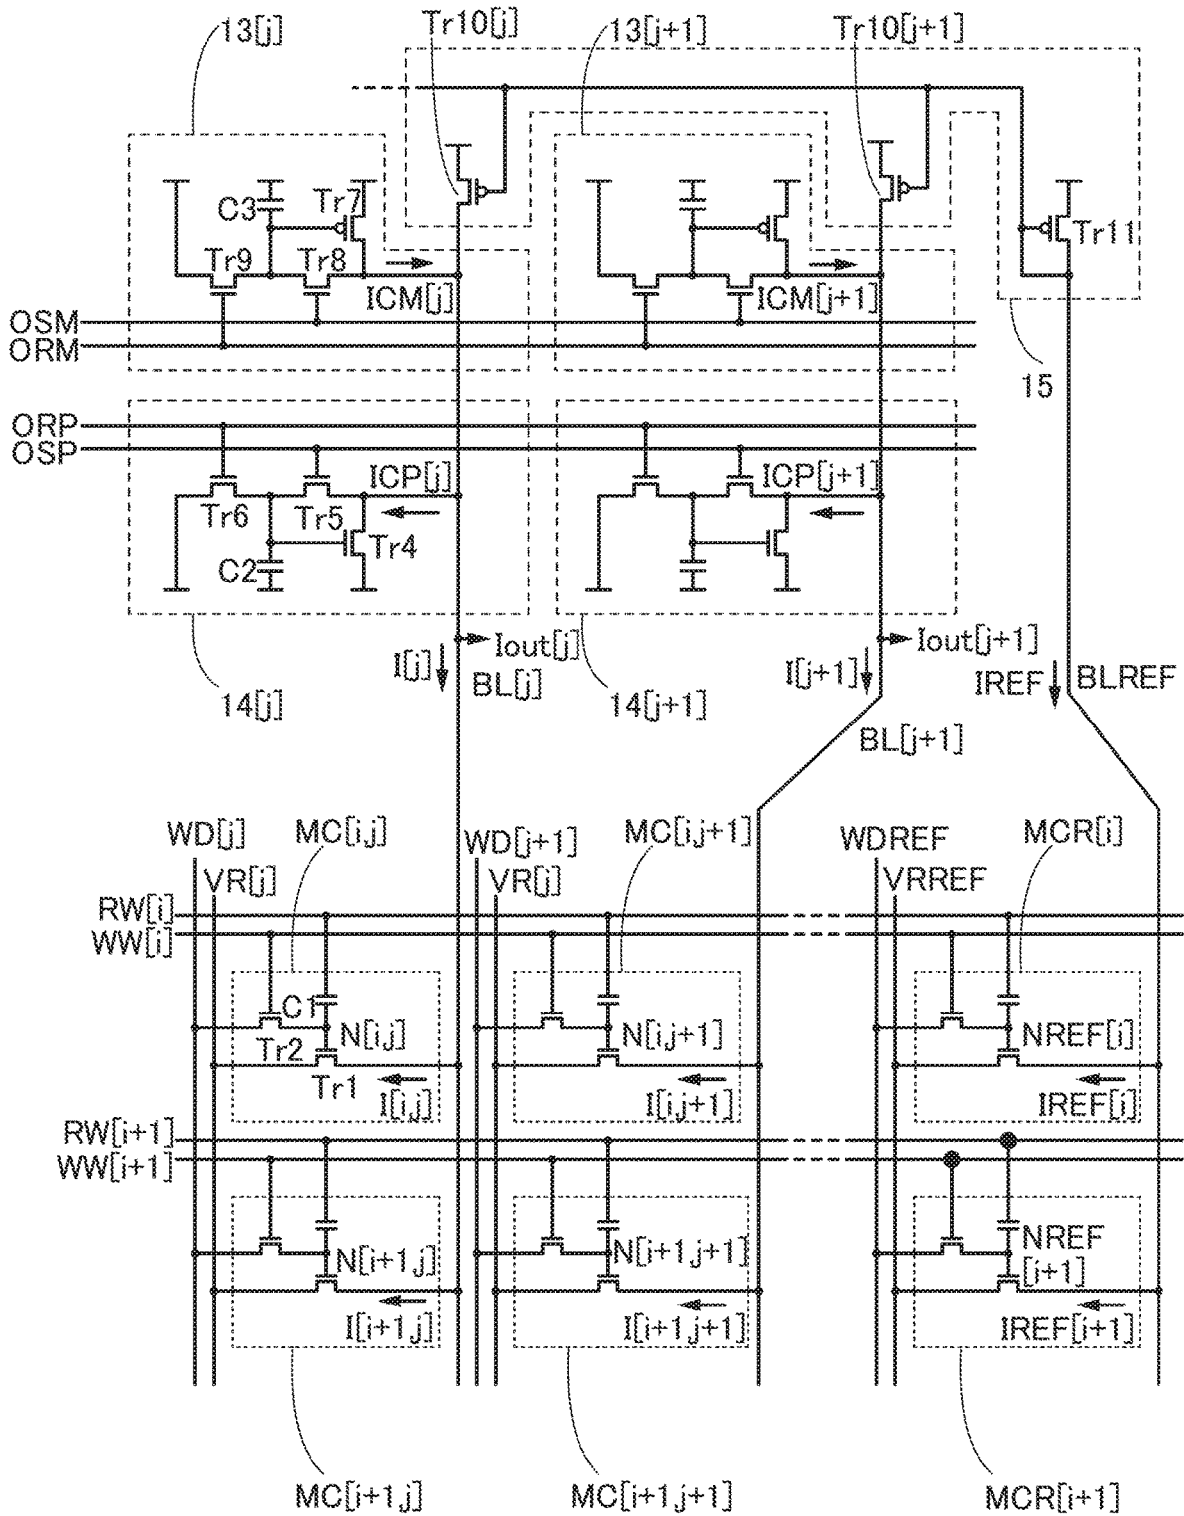 13[j]
Tr10[j]
13[j+1]
Tr10[j+1]
C3
Tr7
Tr11
Tr9
Tr8
ICM[j]
ICM[j+1]
OSM
ORM
15
ORP
OSP
ICP[j]
ICP[j+1]
Tr6
Tr5
Tr4
C2
I[j]
Iout[j]
I[j+1]
Iout[j+1]
14[j]
BL[j]
14[j+1]
IREF
BLREF
BL[j+1]
WD[j]
MC[i,j]
WD[j+1]
MC[i,j+1]
WDREF
MCR[i]
VR[j]
VR[j]
VRREF
RW[i]
WW[i]
C1
N[i,j]
N[i,j+1]
NREF[i]
Tr2
Tr1
I[i,j]
I[i,j+1]
IREF[i]
RW[i+1]
WW[i+1]
N[i+1,j]
N[i+1,j+1]
NREF
[i+1]
I[i+1,j]
I[i+1,j+1]
IREF[i+1]
MC[i+1,j]
MC[i+1,j+1]
MCR[i+1]